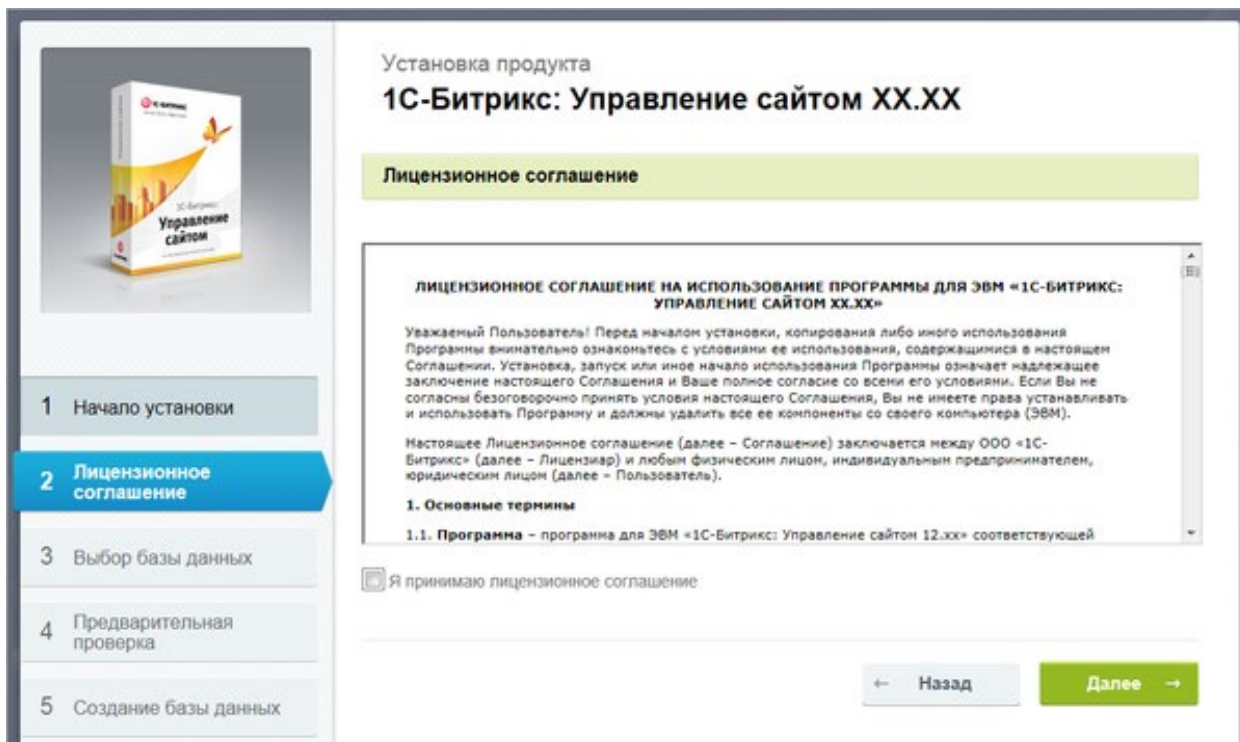 1С-БИТРИКС
1С-Битрикс:
Управление
сайтом
1 Начало установки
2 Лицензионное
соглашение
3 Выбор базы данных
4 Предварительная
проверка
5 Создание базы данных
Установка продукта
1С-Битрикс: Управление сайтом XX.XX
Лицензионное соглашение
ЛИЦЕНЗИОННОЕ СОГЛАШЕНИЕ НА ИСПОЛЬЗОВАНИЕ ПРОГРАММЫ ДЛЯ ЭВМ «1С-БИТРИКС:
УПРАВЛЕНИЕ САЙТОМ XX.XX»
Уважаемый Пользователь! Перед началом установки, копирования либо иного использования
Программы внимательно ознакомьтесь с условиями ее использования, содержащимися в настоящем
Соглашении. Установка, запуск или иное начало использования Программы означает надлежащее
заключение настоящего Соглашения и Ваше полное согласие со всеми его условиями. Если Вы не
согласны безоговорочно принять условия настоящего Соглашения, Вы не имеете права устанавливать
и использовать Программу и должны удалить все ее компоненты со своего компьютера (ЭВМ).
Настоящее Лицензионное соглашение (далее – Соглашение) заключается между ООО «1С-
Битрикс» (далее – Лицензиар) и любым физическим лицом, индивидуальным предпринимателем,
юридическим лицом (далее – Пользователь).
1. Основные термины
1.1. Программа – программа для ЭВМ «1С-Битрикс: Управление сайтом 12.xx» соответствующей
Я принимаю лицензионное соглашение
← Назад
Далее →